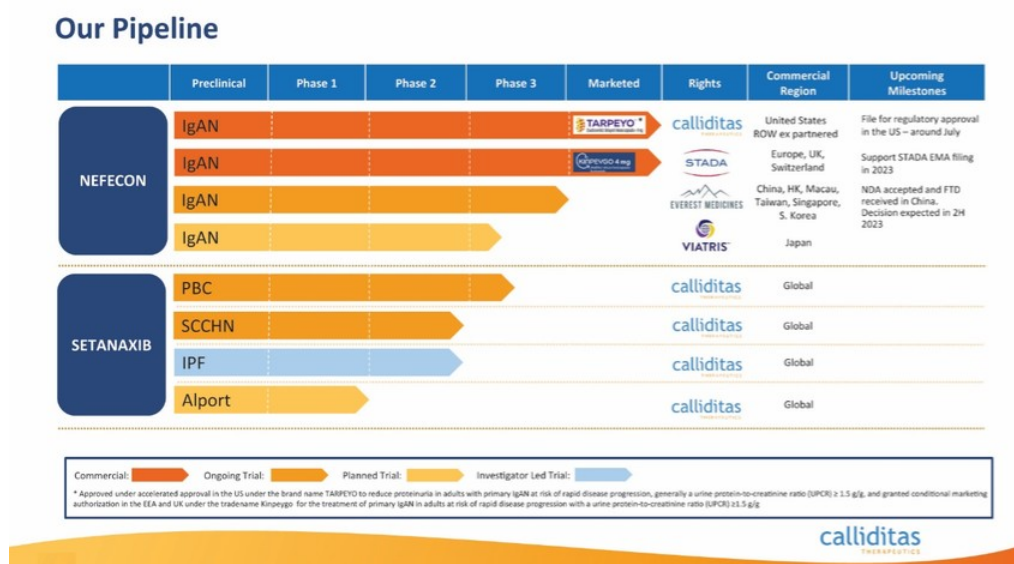 Our Pipeline
Preclinical Phase 1 Phase 2 Phase 3 Marketed Rights Commercial Region Upcoming Milestones
NEFECON
IgAN TARPEYO * calliditas THERAPEUTICS United States ROW ex partnered File for regulatory approval in the US – around July
IgAN KINPEYGO 4 mg STADA Europe, UK, Switzerland Support STADA EMA filing in 2023
IgAN EVEREST MEDICINES China, HK, Macau, Taiwan, Singapore, S. Korea NDA accepted and FTD received in China. Decision expected in 2H 2023
IgAN VIATRIS Japan
SETANAXIB
PBC calliditas THERAPEUTICS Global
SCCHN calliditas THERAPEUTICS Global
IPF calliditas THERAPEUTICS Global
Alport calliditas THERAPEUTICS Global
Commercial: Ongoing Trial: Planned Trial: Investigator Led Trial:
* Approved under accelerated approval in the US under the brand name TARPEYO to reduce proteinuria in adults with primary IgAN at risk of rapid disease progression, generally a urine protein-to-creatinine ratio (UPCR) ≥ 1.5 g/g, and granted conditional marketing
authorization in the EEA and UK under the tradename Kinpeygo for the treatment of primary IgAN in adults at risk of rapid disease progression with a urine protein-to-creatinine ratio (UPCR) ≥1.5 g/g
calliditas
THERAPEUTICS